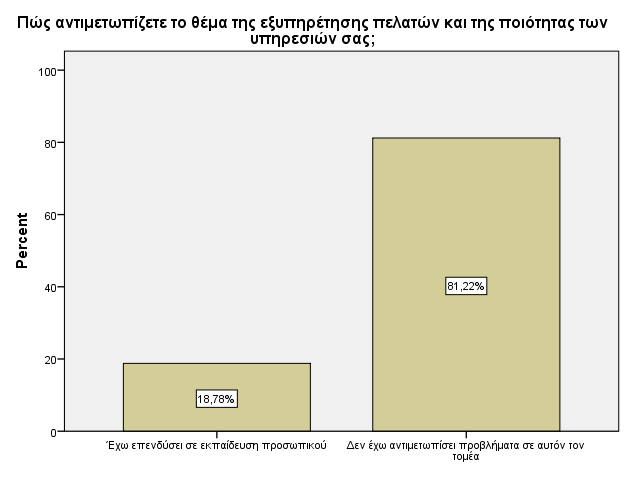 Πώς αντιμετωπίζετε το θέμα της εξυπηρέτησης πελατών και της ποιότητας των
υπηρεσιών σας;
100
80
60
40
20
0
Percent
18,78%
81,22%
Έχω επενδύσει σε εκπαίδευση προσωπικού
Δεν έχω αντιμετωπίσει προβλήματα σε αυτόν τον
τομέα